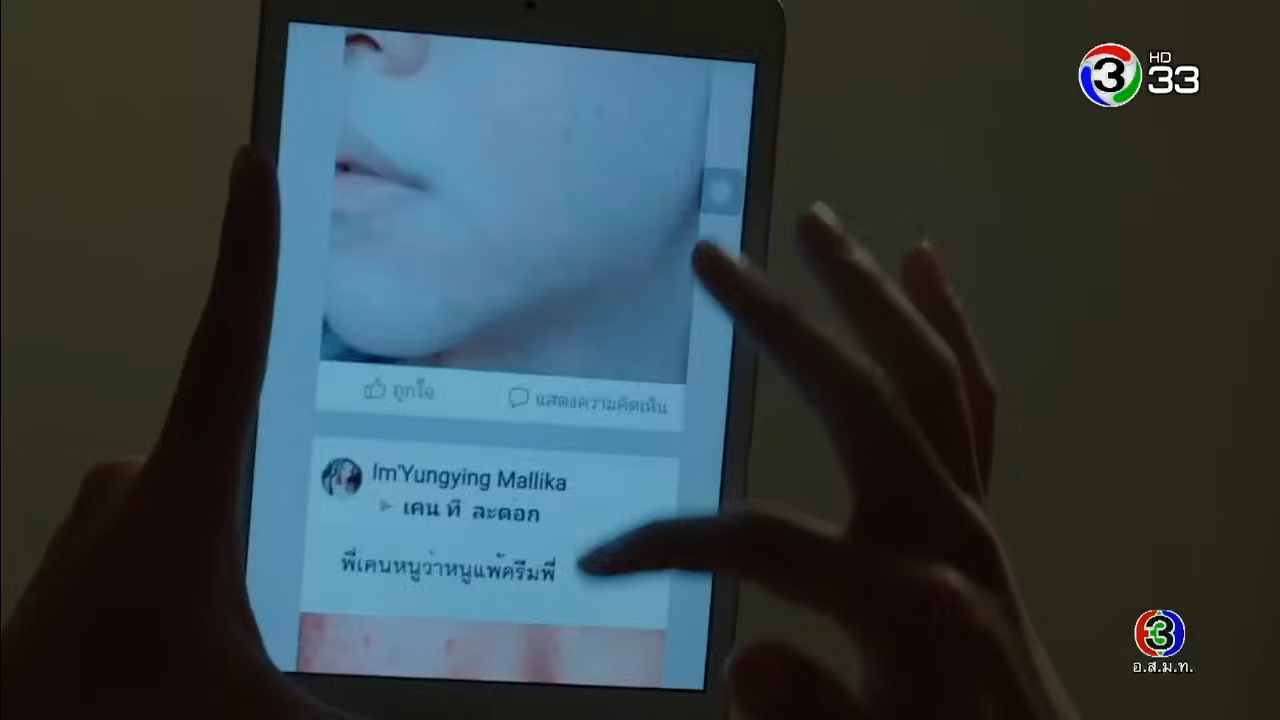 3 HD 33
ถูกใจ แสดงความคิดเห็น
Im'Yungying Mallika
เคน ที ละดอก
พี่เคนหนูว่าหนูแพ้ครีมพี่
3
อ.ส.ม.ท.